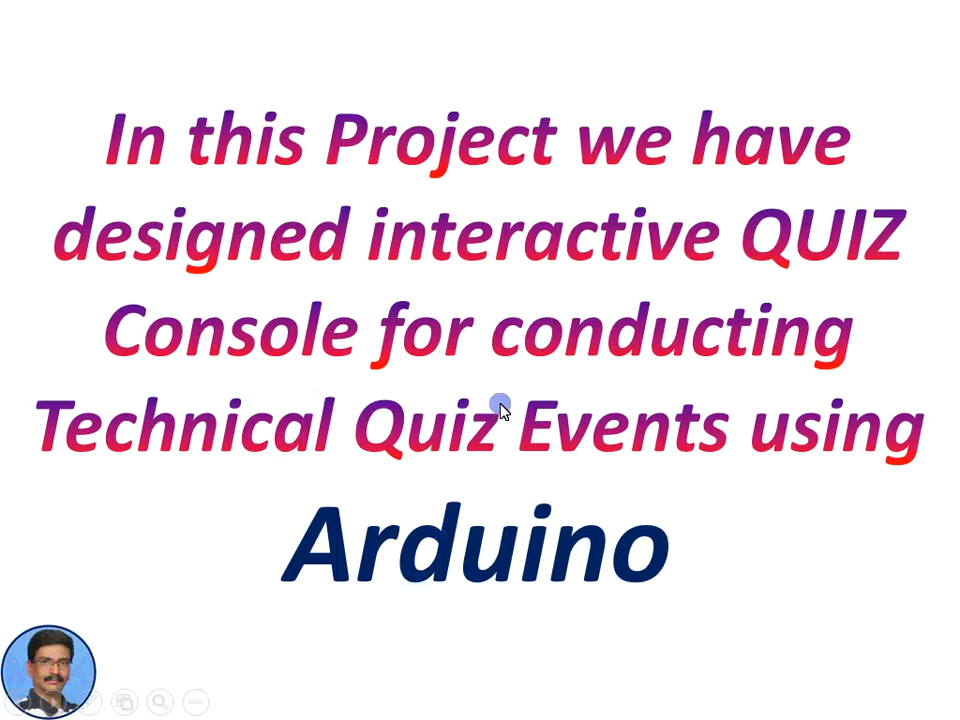 In this Project we have
designed interactive QUIZ
Console for conducting
Technical Quiz Events using
Arduino